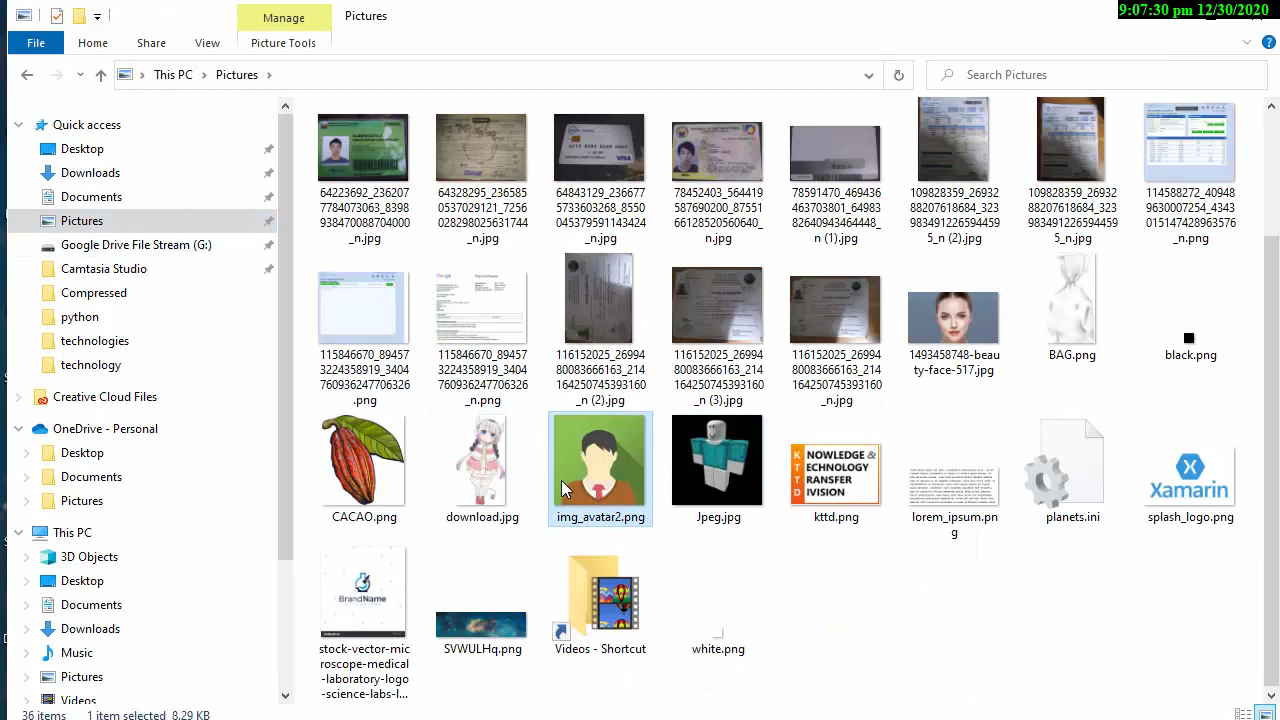 9:07:30 pm 12/30/2020
Manage
Pictures
File
Home
Share
View
Picture Tools
This PC
Pictures
Search Pictures
Quick access
Desktop
Downloads
Documents
Pictures
Google Drive File Stream (G:)
Camtasia Studio
Compressed
python
technologies
technology
Creative Cloud Files
OneDrive - Personal
Desktop
Documents
Pictures
This PC
3D Objects
Desktop
Documents
Downloads
Music
Pictures
Videos
64223692_236207
7784073063_8398
938470088704000
_n.jpg
64328295_236585
0537029121_7256
028298025631744
_n.jpg
64843129_236677
5733603268_8550
045379591143424
_n.jpg
78452403_564419
587692200_87551
66128202560640_
n.jpg
78591470_469436
463703801_64983
82640943464448_
n (1).jpg
109828359_26932
88207618684_323
983491226594459
5_n (2).jpg
109828359_26932
88207618684_323
983491226594459
5_n.jpg
114588272_40948
9630007254_4343
015147428963576
_n.png
115846670_89457
3224358919_3404
760936247706326
.png
115846670_89457
3224358919_3404
760936247706326
_n.png
116152025_26994
80083666163_214
164250745393160
_n (2).jpg
116152025_26994
80083666163_214
164250745393160
_n (3).jpg
116152025_26994
80083666163_214
164250745393160
_n.jpg
1493458748-beau
ty-face-517.jpg
BAG.png
black.png
KTTD
KNOWLEDGE &
TECHNOLOGY
TRANSFER
DIVISION
Xamarin
CACAO.png
download.jpg
img_avatar2.png
Jpeg.jpg
kttd.png
lorem_ipsum.pn
g
planets.ini
splash_logo.png
BrandName
stock-vector-mic
roscope-medical
-laboratory-logo
-science-labs-l...
SVWULHq.png
Videos - Shortcut
white.png
36 items
1 item selected 8.29 KB